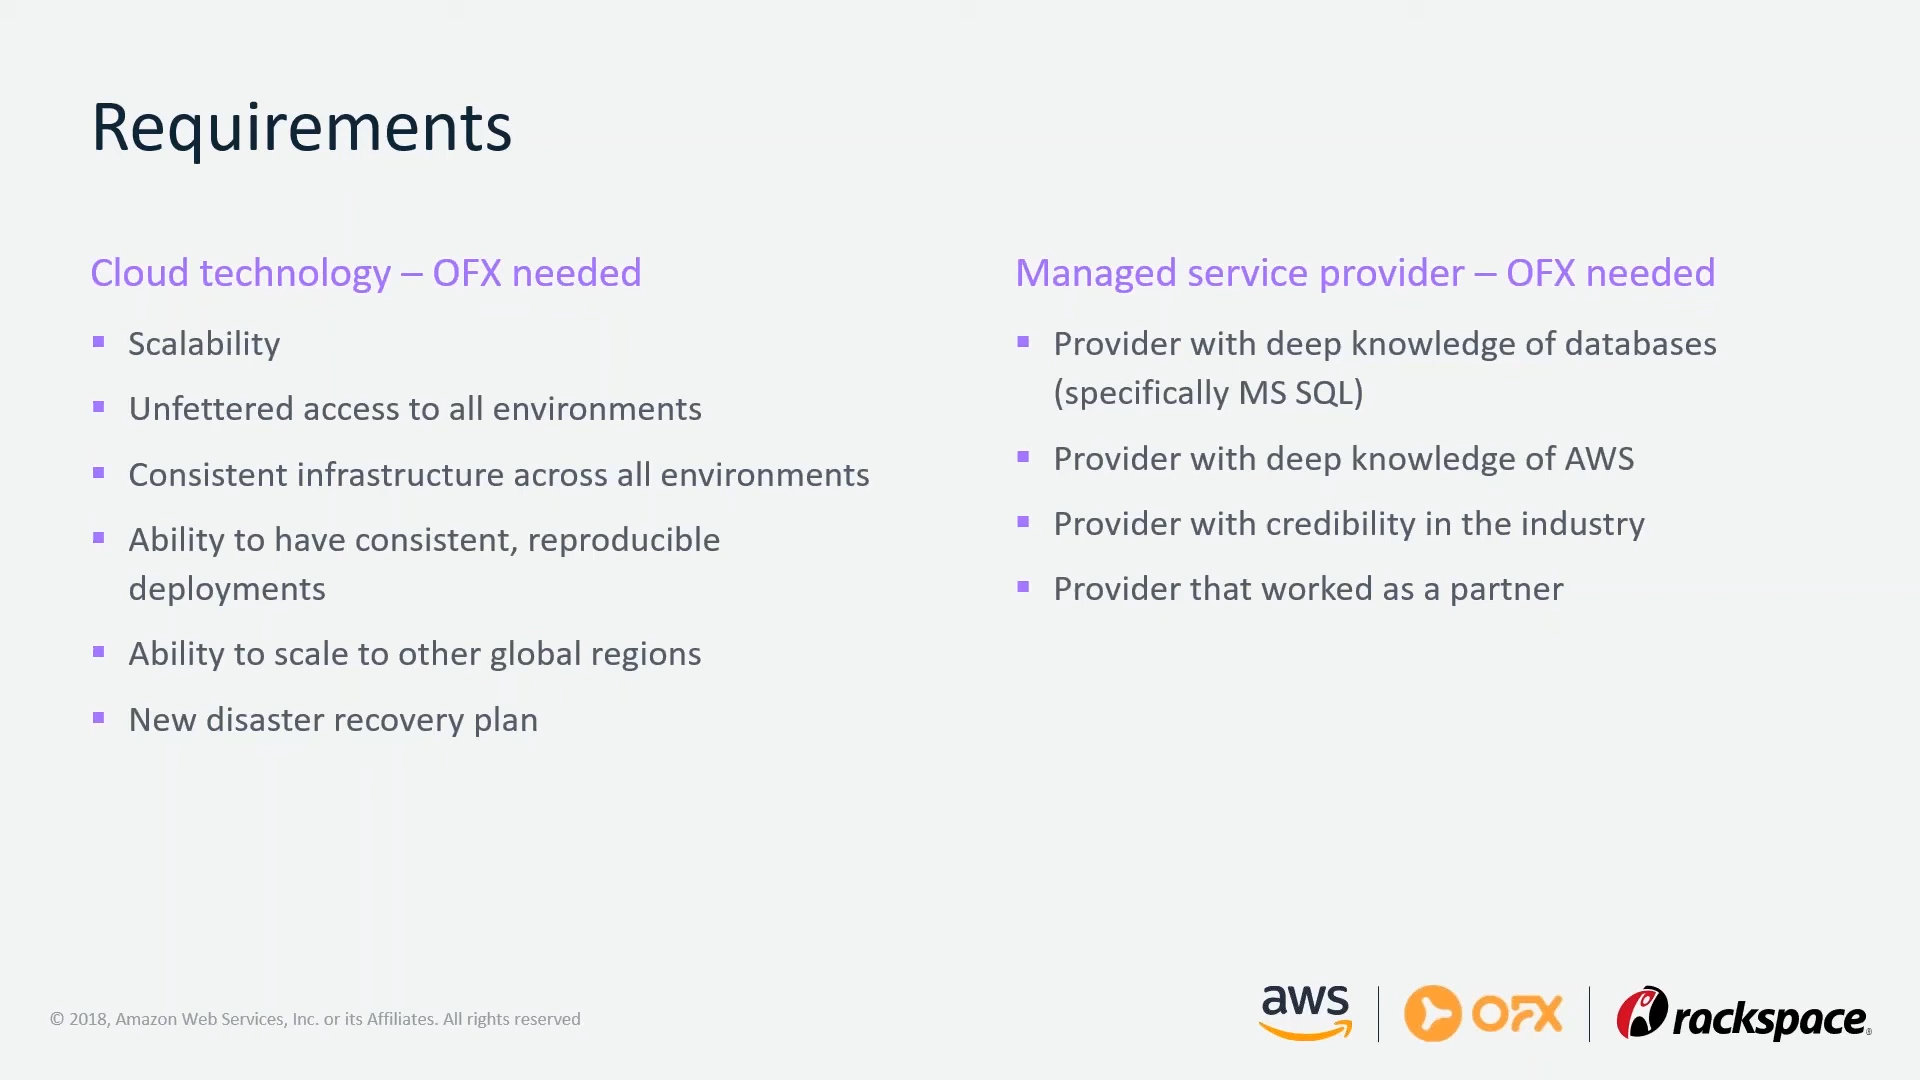 Requirements
Cloud technology – OFX needed
Scalability
Unfettered access to all environments
Consistent infrastructure across all environments
Ability to have consistent, reproducible
deployments
Ability to scale to other global regions
New disaster recovery plan
Managed service provider – OFX needed
Provider with deep knowledge of databases
(specifically MS SQL)
Provider with deep knowledge of AWS
Provider with credibility in the industry
Provider that worked as a partner
© 2018, Amazon Web Services, Inc. or its Affiliates. All rights reserved
aws
OFX
rackspace®